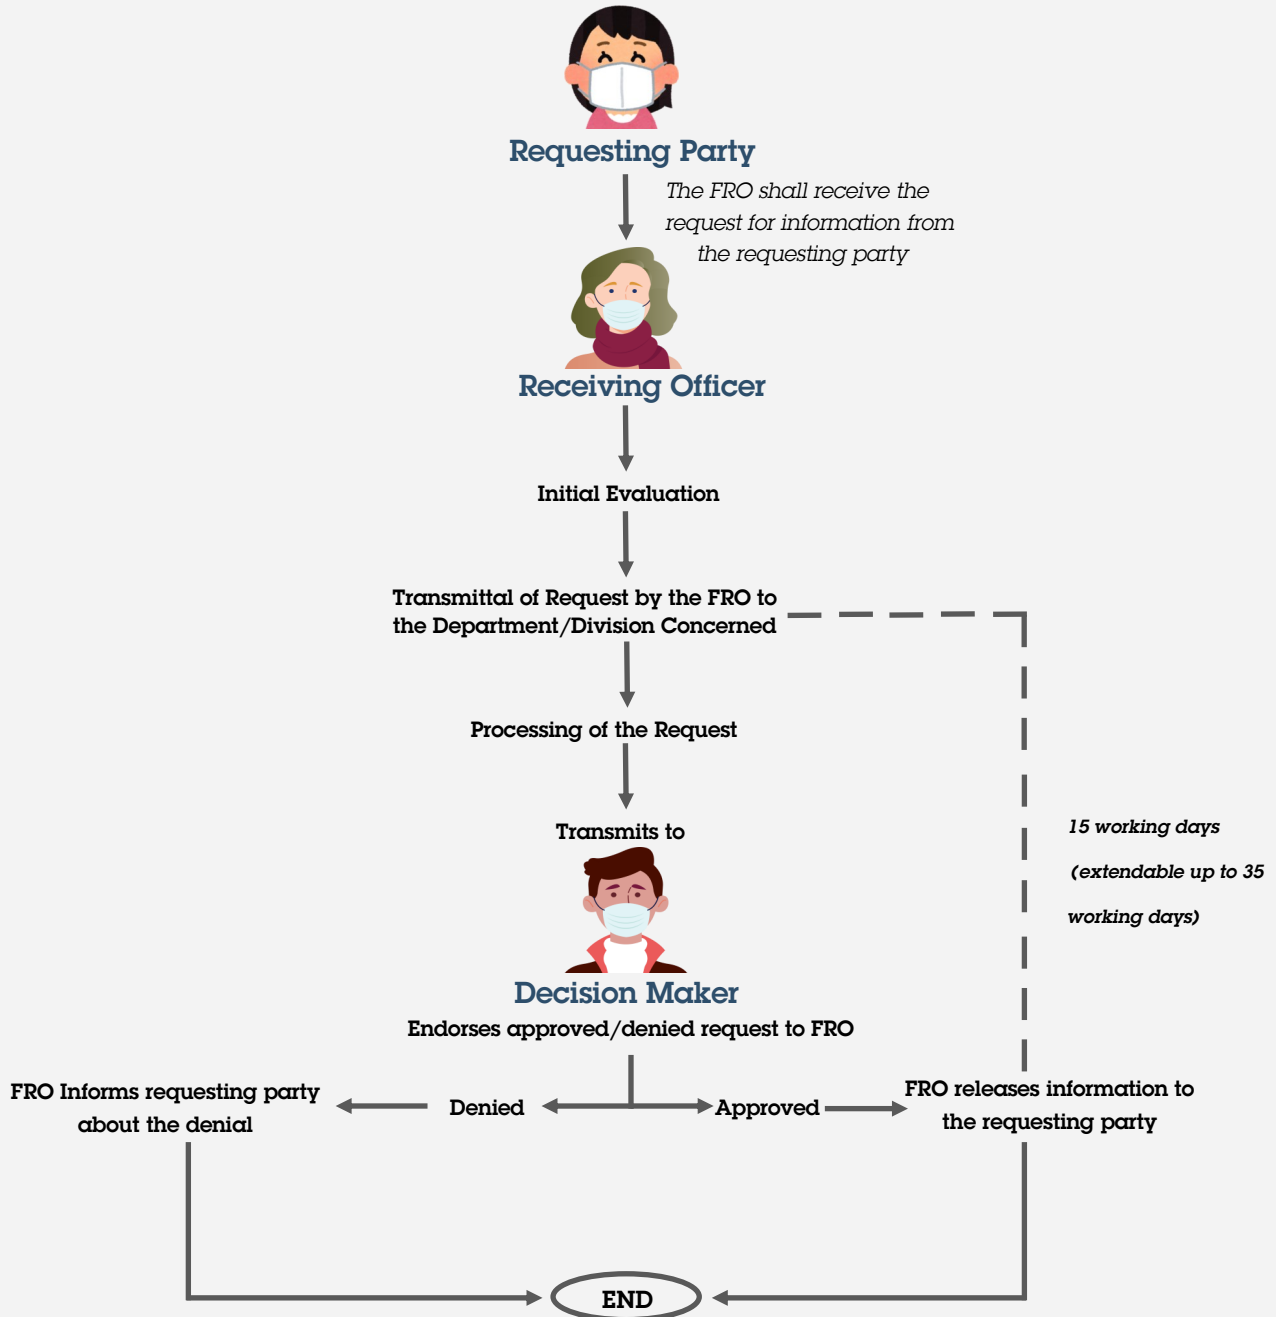 Requesting Party
The FRO shall receive the
request for information from
the requesting party
Receiving Officer
Initial Evaluation
Transmittal of Request by the FRO to
the Department/Division Concerned
Processing of the Request
Transmits to
15 working days
(extendable up to 35
working days)
Decision Maker
Endorses approved/denied request to FRO
FRO Informs requesting party
about the denial
Denied
Approved
FRO releases information to
the requesting party
END